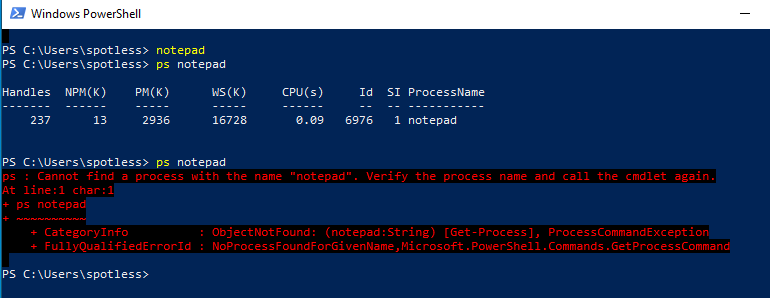 Windows PowerShell
PS C:\Users\spotless> notepad
PS C:\Users\spotless> ps notepad
Handles  NPM(K)    PM(K)      WS(K)     CPU(s)     Id  SI ProcessName
-------  ------    -----      -----     ------     --  -- -----------
    237      13     2936      16728       0.09   6976   1 notepad
PS C:\Users\spotless> ps notepad
ps : Cannot find a process with the name "notepad". Verify the process name and call the cmdlet again.
At line:1 char:1
+ ps notepad
+ ~~~~~~~~~~
    + CategoryInfo          : ObjectNotFound: (notepad:String) [Get-Process], ProcessCommandException
    + FullyQualifiedErrorId : NoProcessFoundForGivenName,Microsoft.PowerShell.Commands.GetProcessCommand
PS C:\Users\spotless>